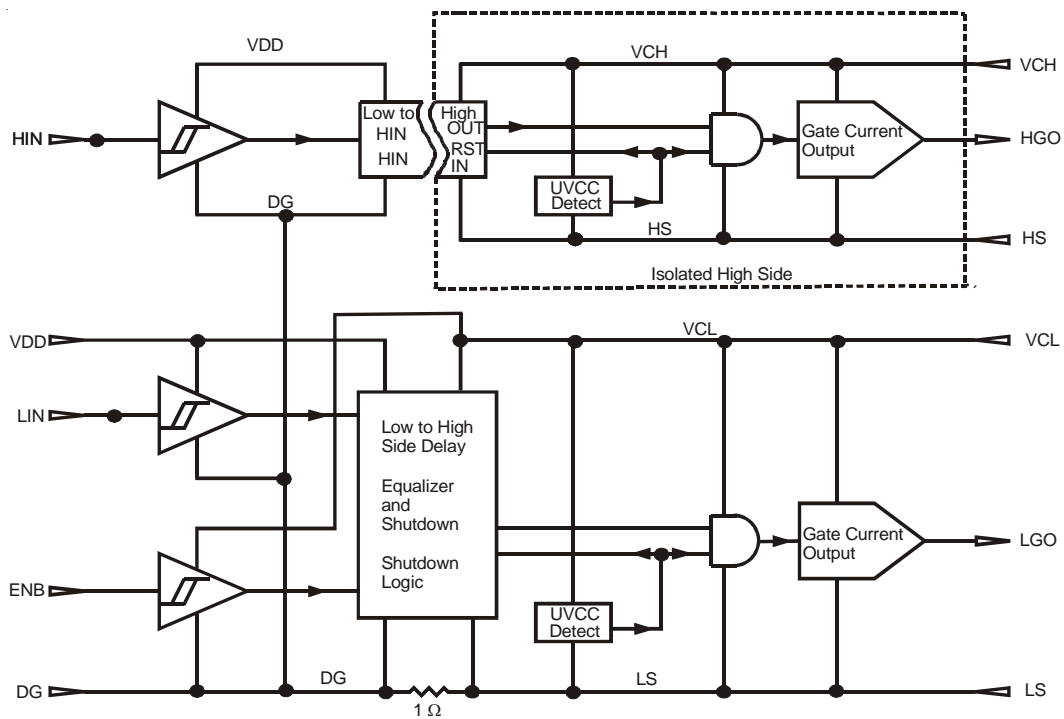 VDD
VCH
VCH
HIN
Low to
HIN
HIN
High
OUT
RST
IN
Gate Current
Output
HGO
UVCC
Detect
DG
HS
HS
Isolated High Side
VDD
VCL
VCL
LIN
Low to High
Side Delay
Equalizer
and
Shutdown
Shutdown
Logic
Gate Current
Output
LGO
ENB
UVCC
Detect
DG
DG
1 Ω
LS
LS